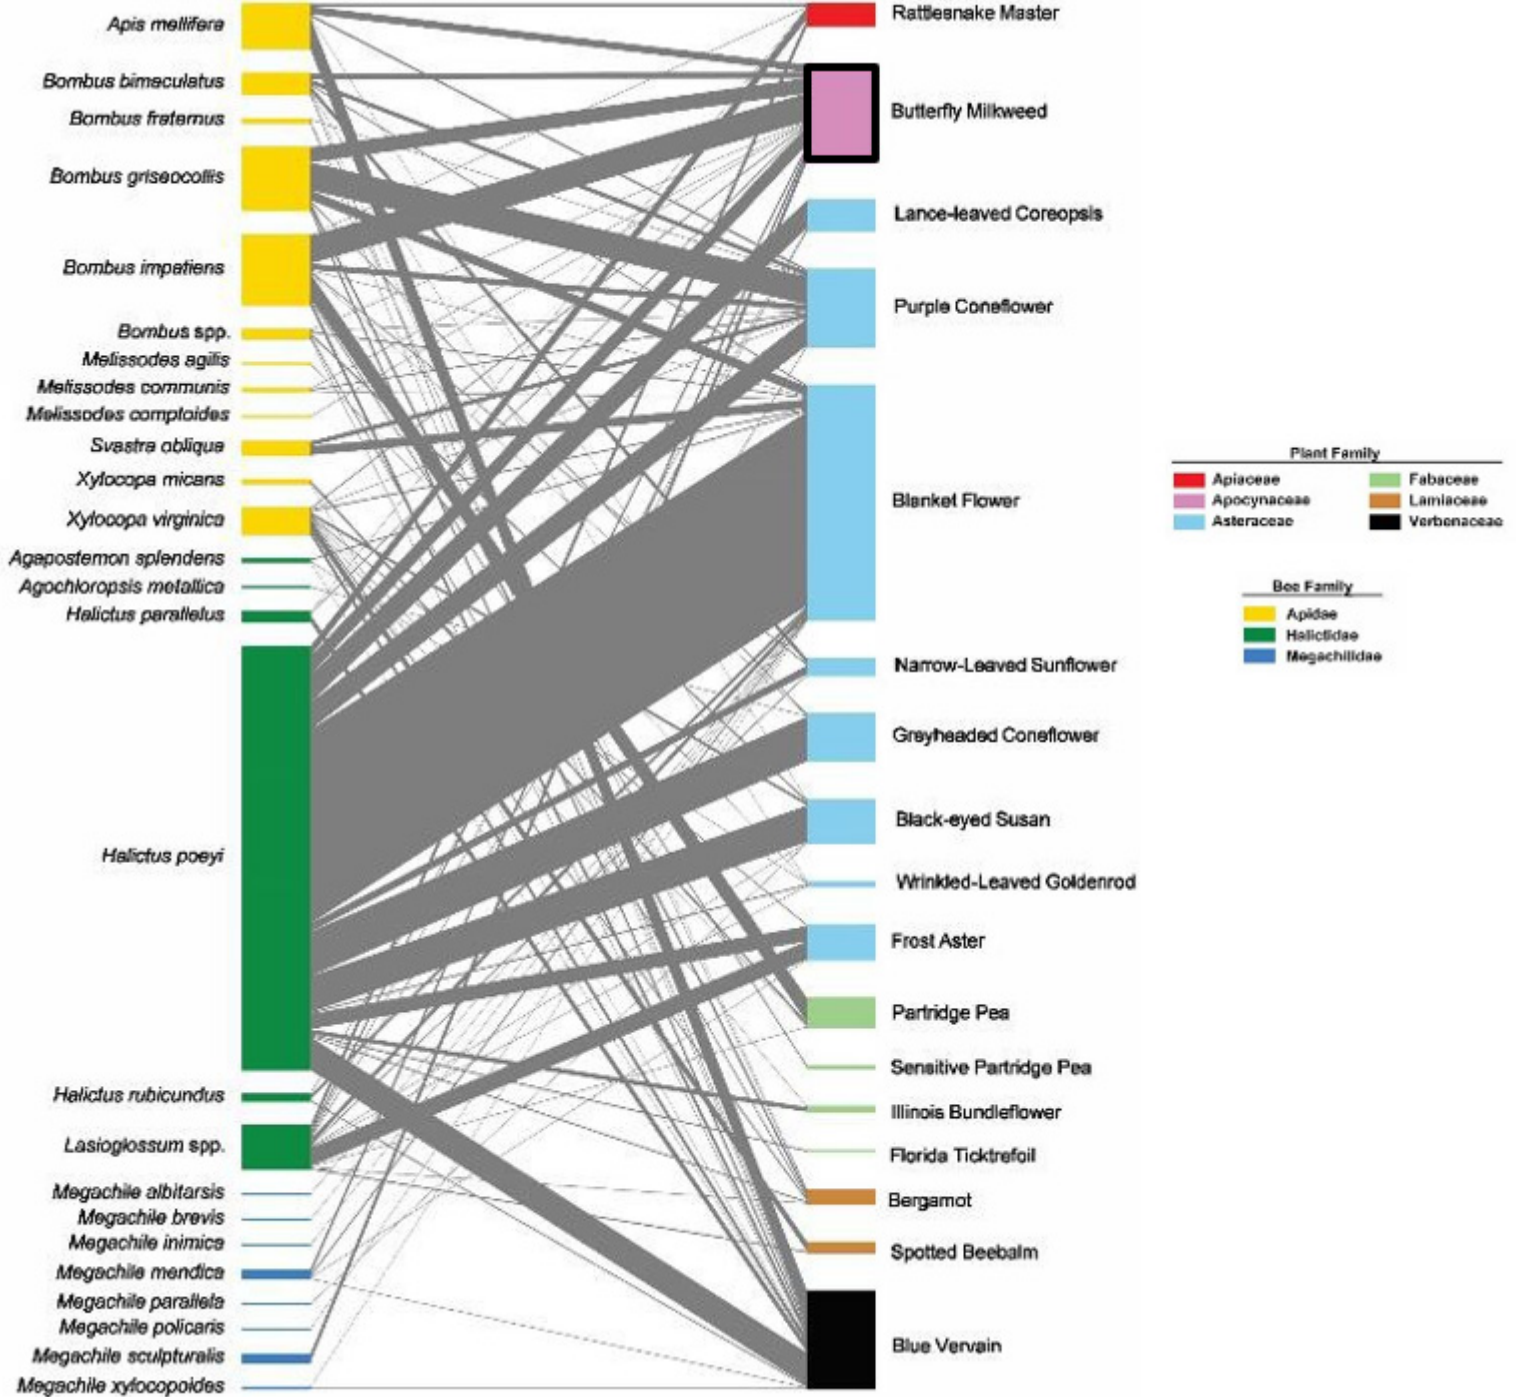 Apis mellifera
Bombus bimaculatus
Bombus fraternus
Bombus griseocollis
Bombus impatiens
Bombus spp.
Melissodes agilis
Melissodes communis
Melissodes comptoides
Svastra obliqua
Xylocopa micans
Xylocopa virginica
Agapostemon splendens
Agochloropsis metallica
Halictus parallelus
Halictus poeyi
Halictus rubicundus
Lasioglossum spp.
Megachile albitarsis
Megachile brevis
Megachile inimica
Megachile mendica
Megachile parallela
Megachile policaris
Megachile sculpturalis
Megachile xylocopoides
Rattlesnake Master
Butterfly Milkweed
Lance-leaved Coreopsis
Purple Coneflower
Blanket Flower
Narrow-Leaved Sunflower
Greyheaded Coneflower
Black-eyed Susan
Wrinkled-Leaved Goldenrod
Frost Aster
Partridge Pea
Sensitive Partridge Pea
Illinois Bundleflower
Florida Ticktrefoil
Bergamot
Spotted Beebalm
Blue Vervain
Plant Family
Apiaceae
Apocynaceae
Asteraceae
Fabaceae
Lamiaceae
Verbenaceae
Bee Family
Apidae
Halictidae
Megachilidae